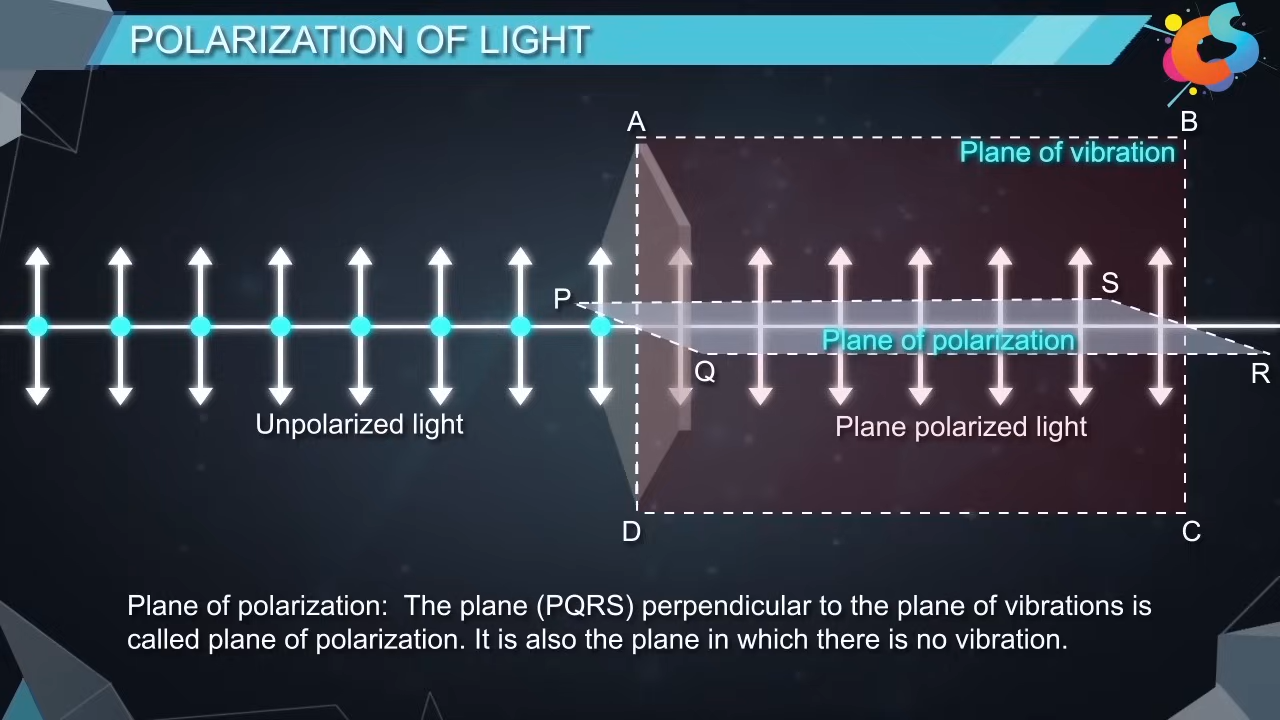 POLARIZATION OF LIGHT
CS
A
B
Plane of vibration
P
S
Plane of polarization
Q
R
Unpolarized light
Plane polarized light
D
C
Plane of polarization: The plane (PQRS) perpendicular to the plane of vibrations is
called plane of polarization. It is also the plane in which there is no vibration.